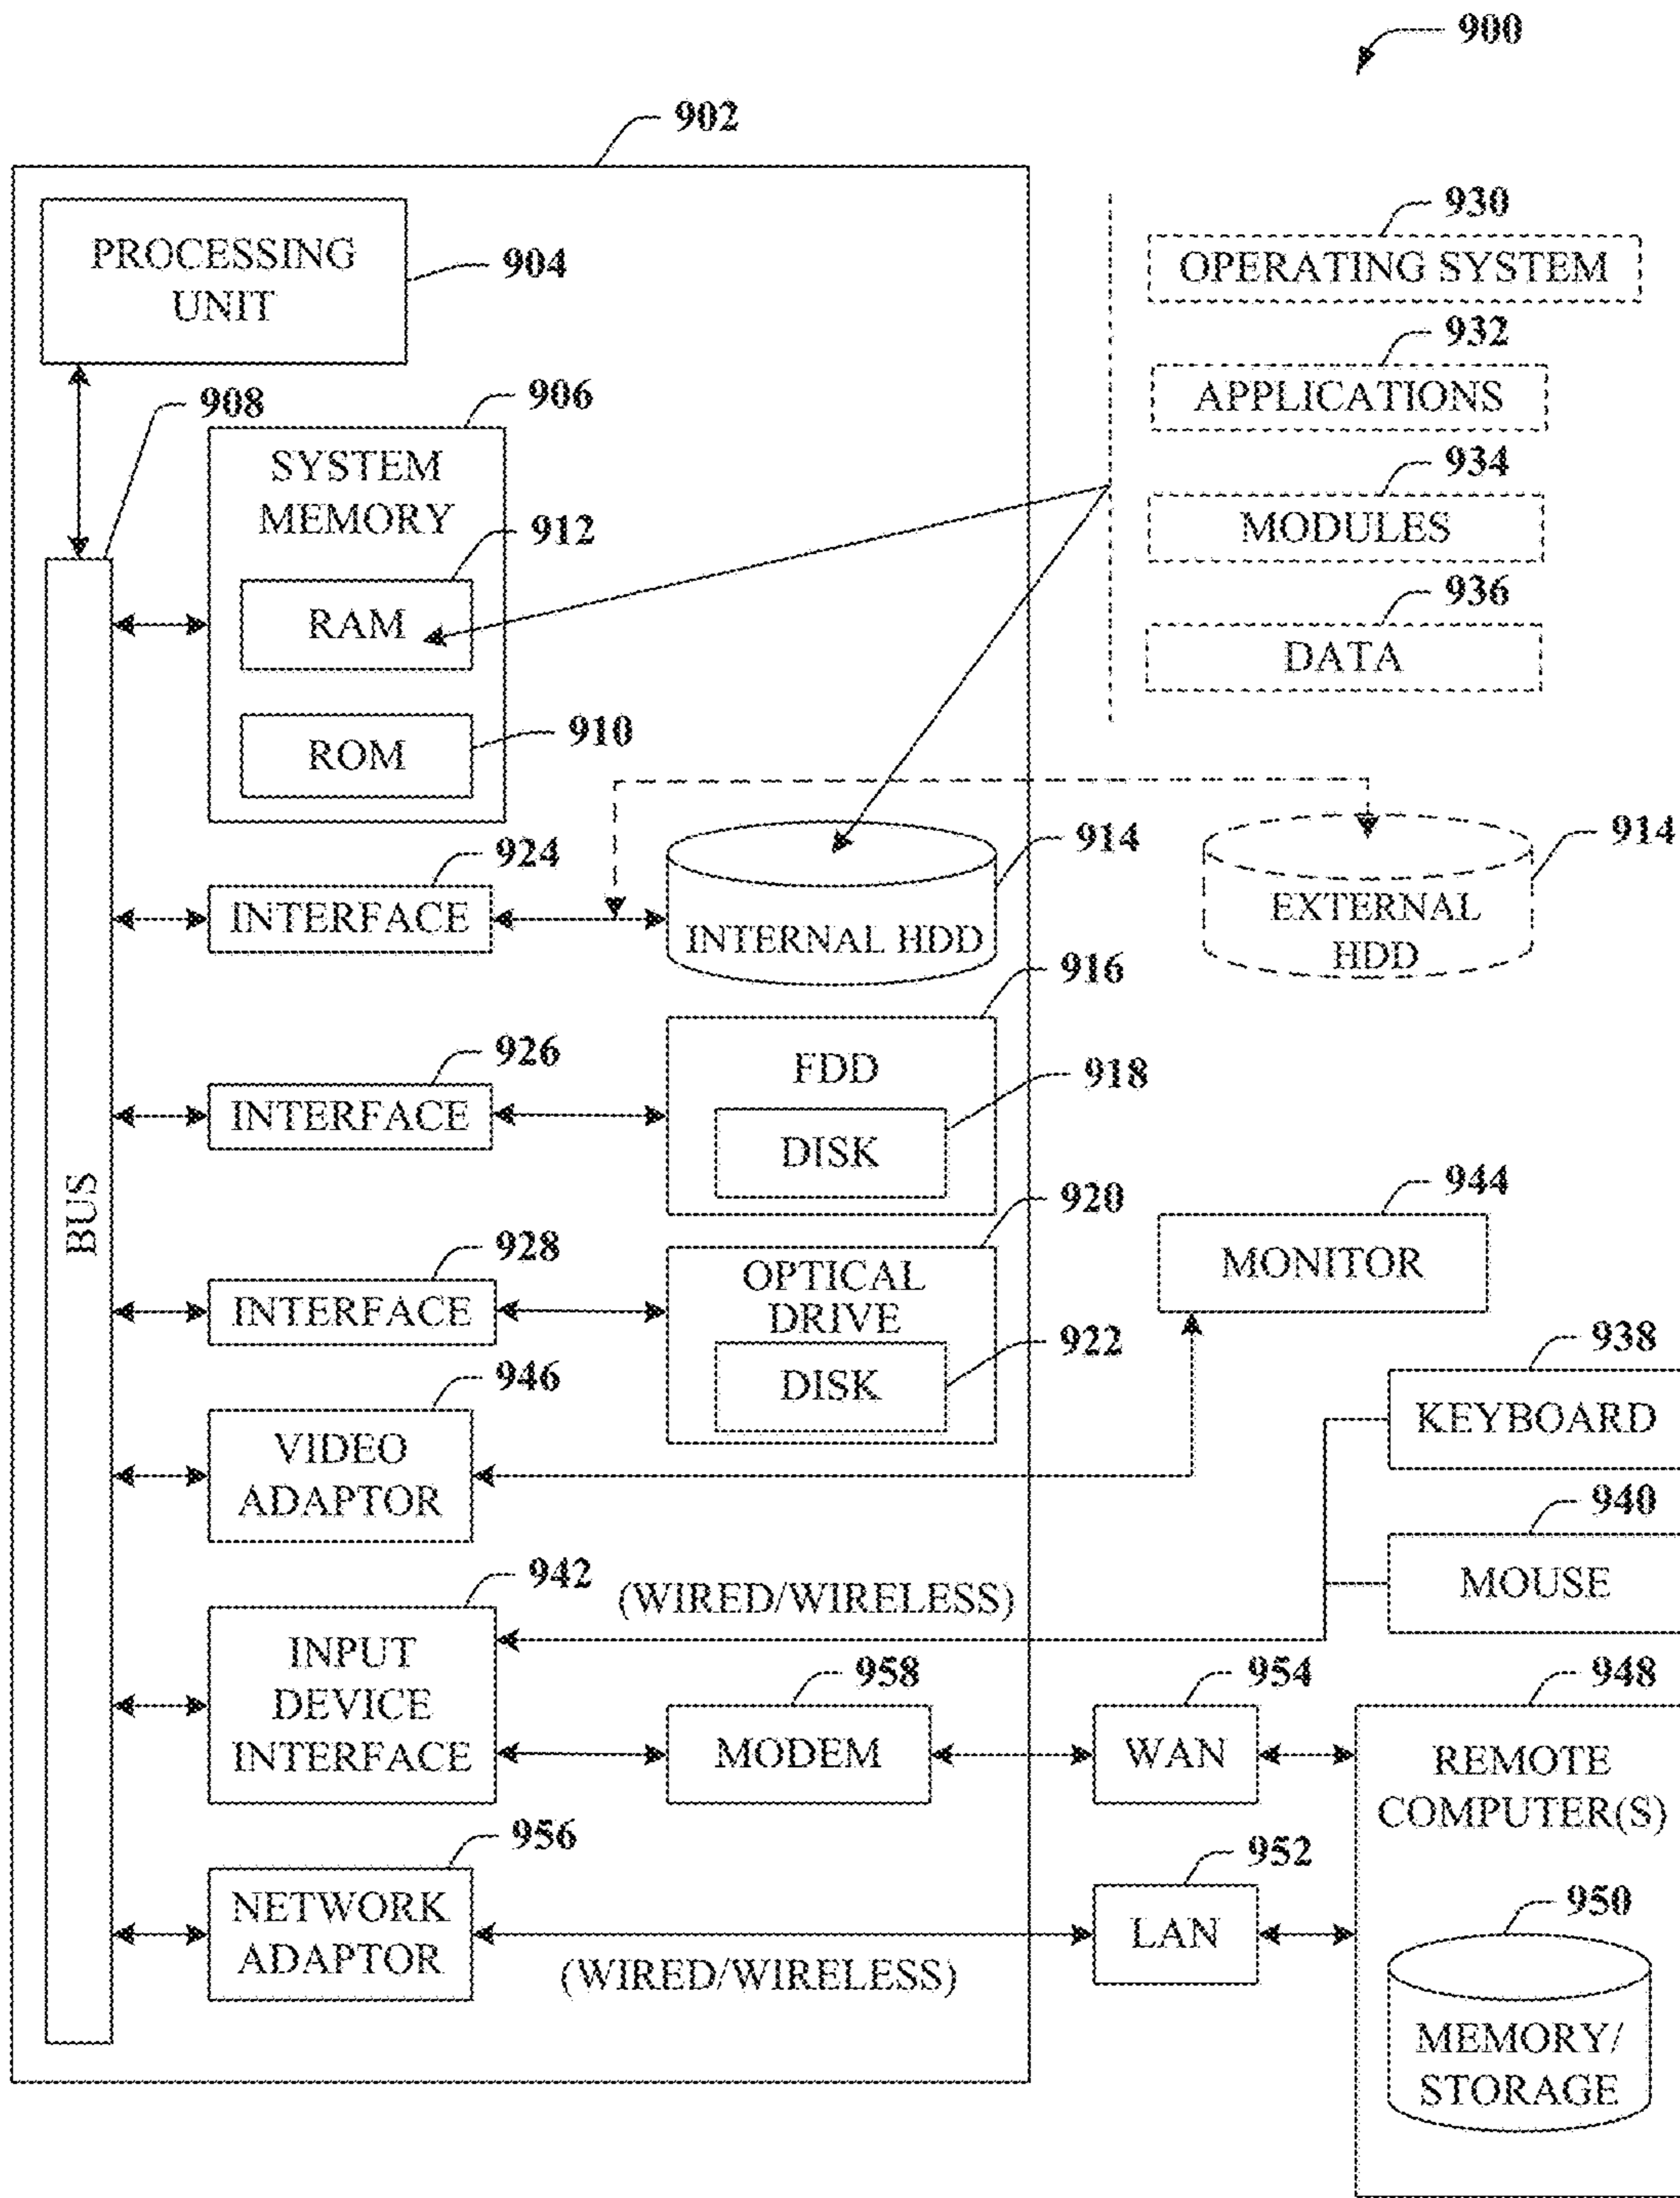 900
902
PROCESSING
UNIT
904
930
OPERATING SYSTEM
932
APPLICATIONS
934
MODULES
936
DATA
908
906
SYSTEM
MEMORY
912
RAM
910
ROM
BUS
924
INTERFACE
914
INTERNAL HDD
914
EXTERNAL
HDD
926
INTERFACE
916
FDD
918
DISK
928
INTERFACE
920
OPTICAL
DRIVE
922
DISK
944
MONITOR
946
VIDEO
ADAPTOR
938
KEYBOARD
940
MOUSE
942
INPUT
DEVICE
INTERFACE
(WIRED/WIRELESS)
958
MODEM
954
WAN
948
REMOTE
COMPUTER(S)
956
NETWORK
ADAPTOR
(WIRED/WIRELESS)
952
LAN
950
MEMORY/
STORAGE